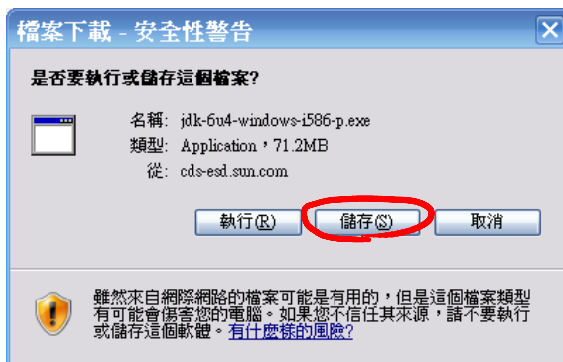 檔案下載 - 安全性警告
是否要執行或儲存這個檔案?
名稱: jdk-6u4-windows-i586-p.exe
類型: Application，71.2MB
從: cds-esd.sun.com
執行(R) 儲存(S) 取消
雖然來自網際網路的檔案可能是有用的，但是這個檔案類型
有可能會傷害您的電腦。如果您不信任其來源，請不要執行
或儲存這個軟體。有什麼樣的風險?